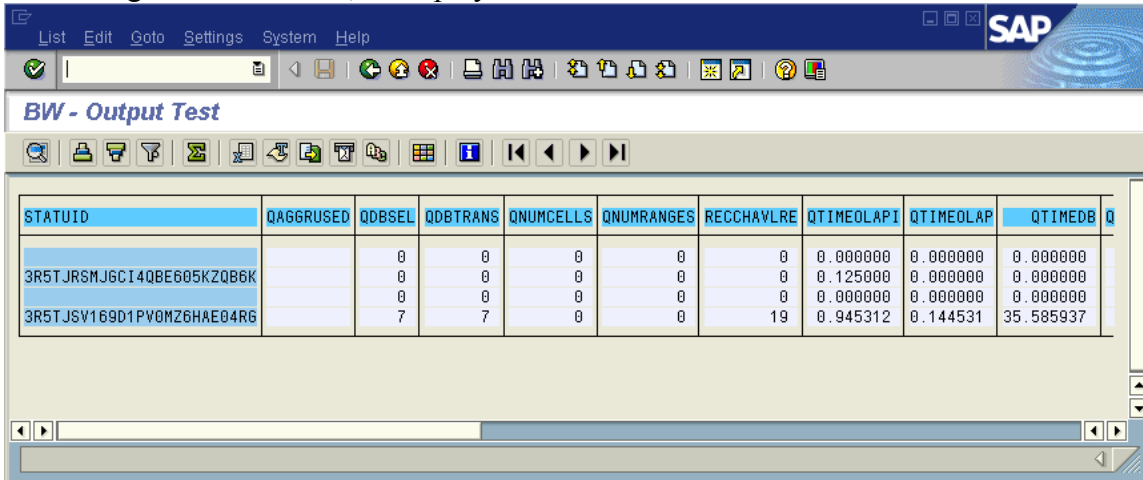 List Edit Goto Settings System Help
SAP
BW - Output Test
STATUID QAGGRUSED QDBSEL QDBTRANS QNUMCELLS QNUMRANGES RECCHAVLRE QTIMEOLAPI QTIMEOLAP QTIMEDB Q
0 0 0 0 0 0.000000 0.000000 0.000000
3R5TJRSMJGCI4QBE605KZQB6K 0 0 0 0 0 0.125000 0.000000 0.000000
0 0 0 0 0 0.000000 0.000000 0.000000
3R5TJSV169D1PV0MZ6HAE04RG 7 7 0 0 19 0.945312 0.144531 35.585937